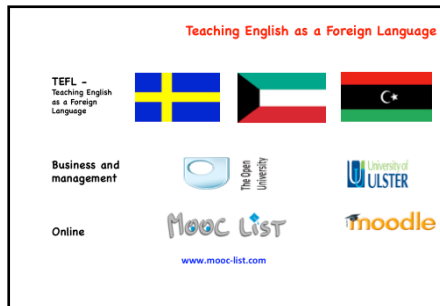 Teaching English as a Foreign Language
TEFL –
Teaching English
as a Foreign
Language
Business and
management
The Open
University
University of
ULSTER
Online
MOOC LIST
moodle
www.mooc-list.com